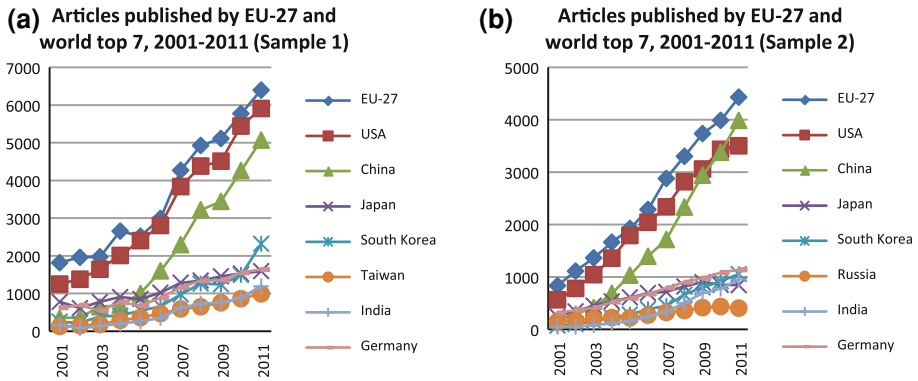 (a) Articles published by EU-27 and
world top 7, 2001-2011 (Sample 1)
7000
6000
5000
4000
3000
2000
1000
0
2001
2003
2005
2007
2009
2011
EU-27
USA
China
Japan
South Korea
Taiwan
India
Germany
(b) Articles published by EU-27 and
world top 7, 2001-2011 (Sample 2)
5000
4000
3000
2000
1000
0
2001
2003
2005
2007
2009
2011
EU-27
USA
China
Japan
South Korea
Russia
India
Germany